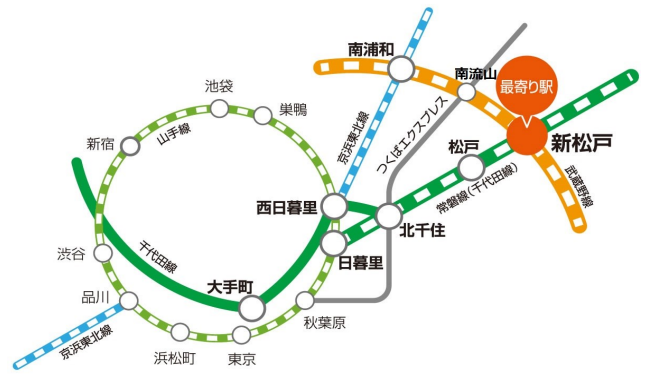 南浦和
南流山
最寄り駅
新松戸
池袋
巣鴨
山手線
新宿
京浜東北線
つくばエクスプレス
松戸
常磐線(千代田線)
武蔵野線
西日暮里
北千住
日暮里
渋谷
千代田線
大手町
品川
秋葉原
京浜東北線
浜松町
東京